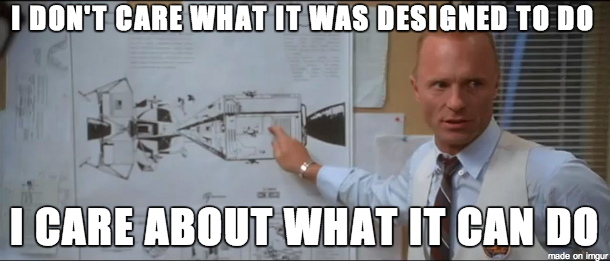 I DON'T CARE WHAT IT WAS DESIGNED TO DO
I CARE ABOUT WHAT IT CAN DO
made on imgur